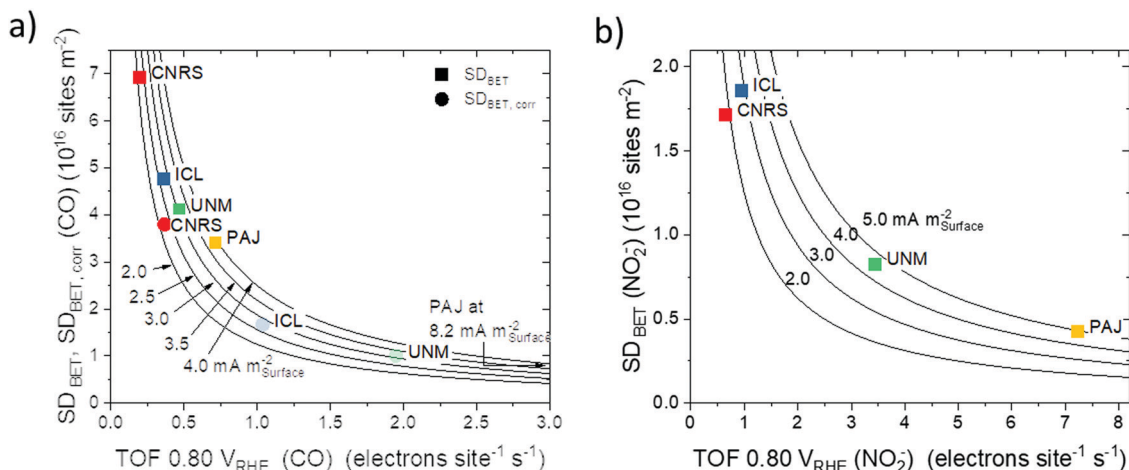 a)
SD_BET, SD_BET, corr (CO) (10^16 sites m^-2)
7
6
5
4
3
2
1
0
CNRS
■ SD_BET
● SD_BET, corr
ICL
UNM
CNRS
PAJ
2.0
2.5
3.0
3.5
4.0 mA m^-2_Surface
ICL
PAJ at
8.2 mA m^-2_Surface
UNM
0.0 0.5 1.0 1.5 2.0 2.5 3.0
TOF 0.80 V_RHE (CO) (electrons site^-1 s^-1)
b)
SD_BET (NO_2^-) (10^16 sites m^-2)
2.0
1.5
1.0
0.5
0.0
ICL
CNRS
5.0 mA m^-2_Surface
4.0
3.0
2.0
UNM
PAJ
0 1 2 3 4 5 6 7 8
TOF 0.80 V_RHE (NO_2^-) (electrons site^-1 s^-1)